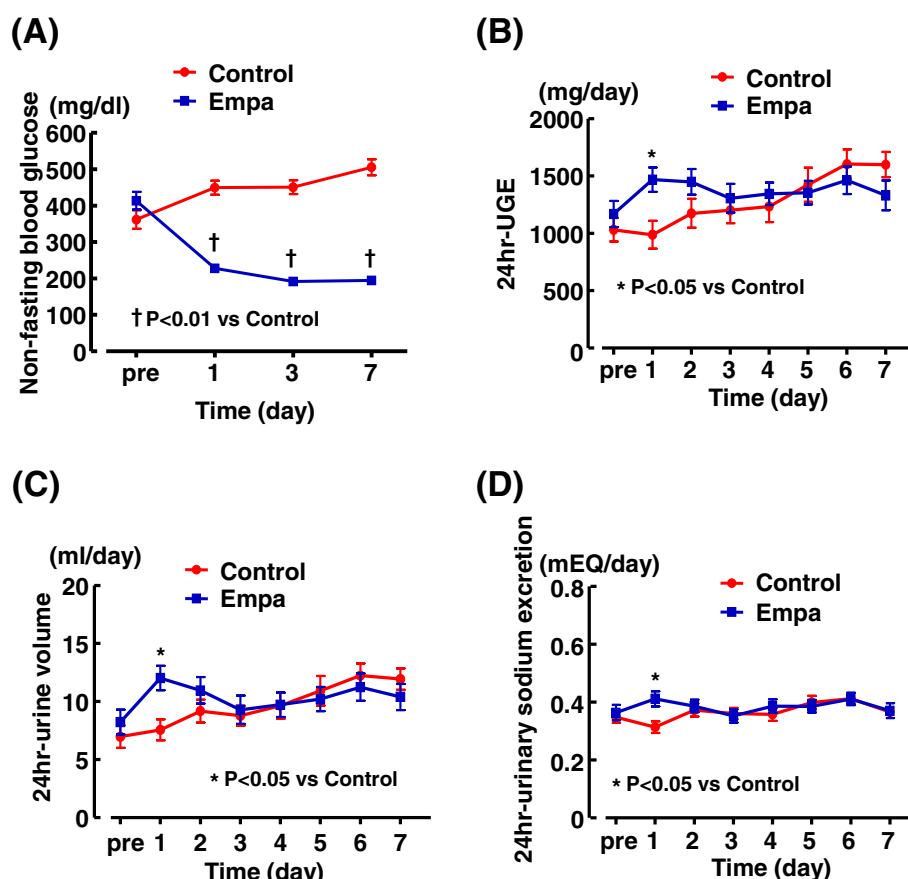 (A)
Control
Empa
(mg/dl)
Non-fasting blood glucose
600
500
400
300
200
100
0
†
†
†
† P<0.01 vs Control
pre 1 3 7
Time (day)
(B)
Control
Empa
(mg/day)
24hr-UGE
2000
1500
1000
500
0
*
* P<0.05 vs Control
pre 1 2 3 4 5 6 7
Time (day)
(C)
Control
Empa
(ml/day)
24hr-urine volume
20
15
10
5
0
*
* P<0.05 vs Control
pre 1 2 3 4 5 6 7
Time (day)
(D)
Control
Empa
(mEQ/day)
24hr-urinary sodium excretion
0.8
0.6
0.4
0.2
0
*
* P<0.05 vs Control
pre 1 2 3 4 5 6 7
Time (day)